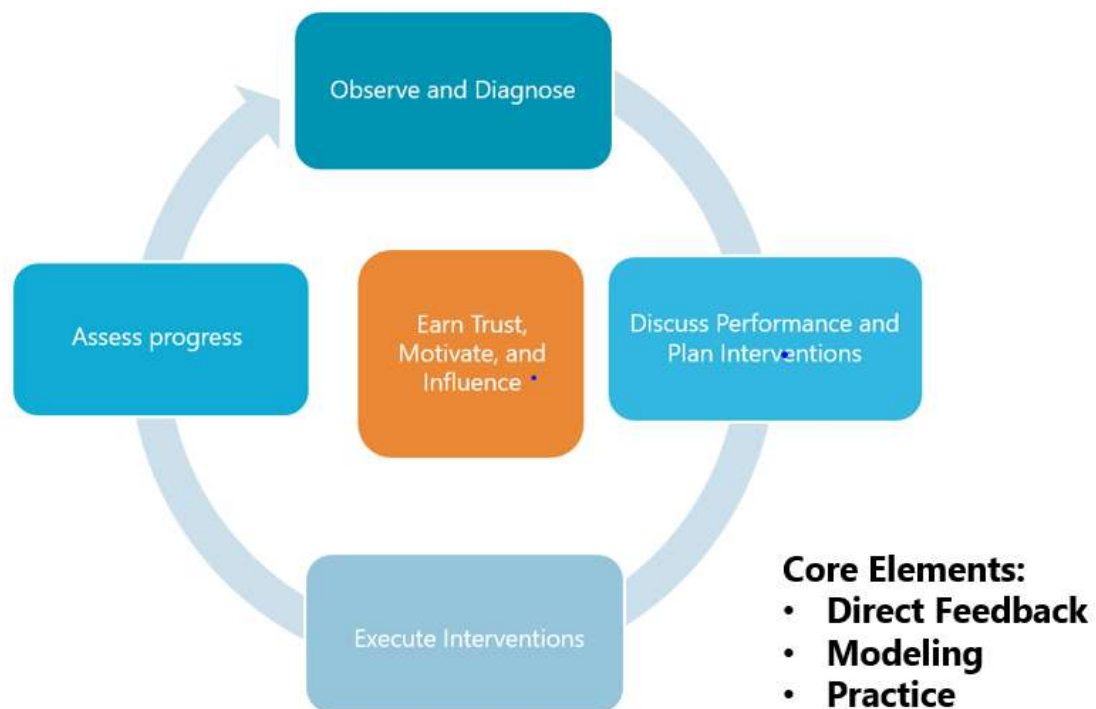 Observe and Diagnose
Earn Trust,
Motivate, and
Influence
Discuss Performance and
Plan Interventions
Assess progress
Execute Interventions
Core Elements:
• Direct Feedback
• Modeling
• Practice